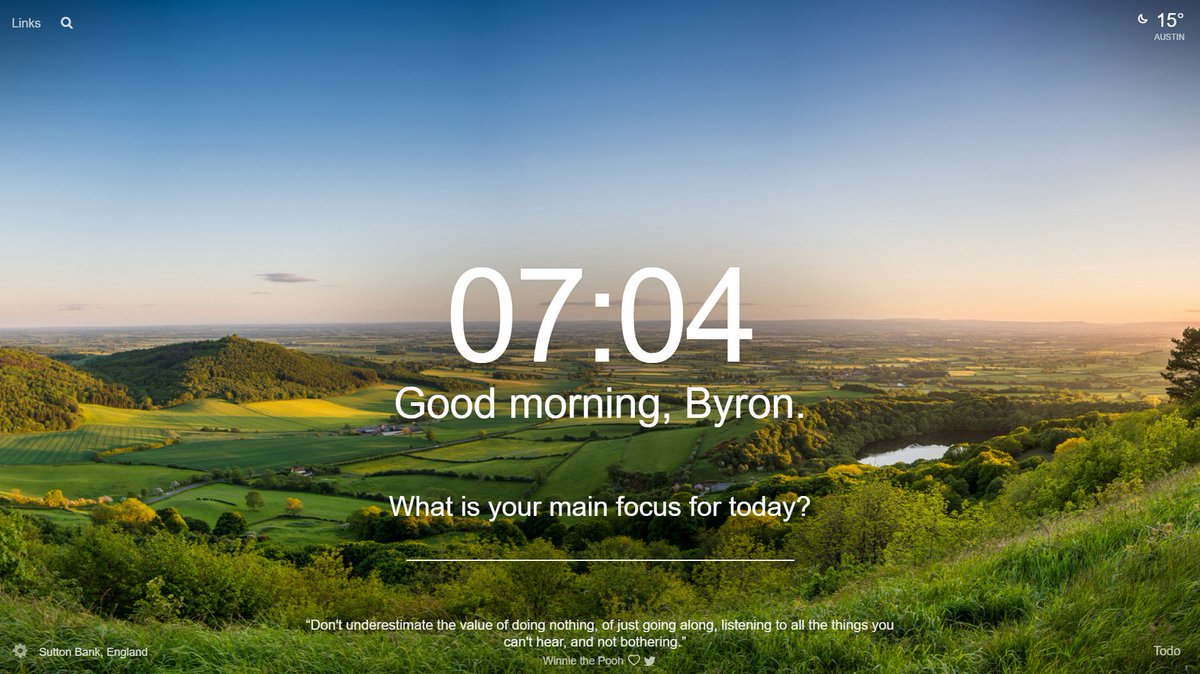 Links
15°
AUSTIN
07:04
Good morning, Byron.
What is your main focus for today?
“Don't underestimate the value of doing nothing, of just going along, listening to all the things you
can't hear, and not bothering.”
Winnie the Pooh
Sutton Bank, England
Todo